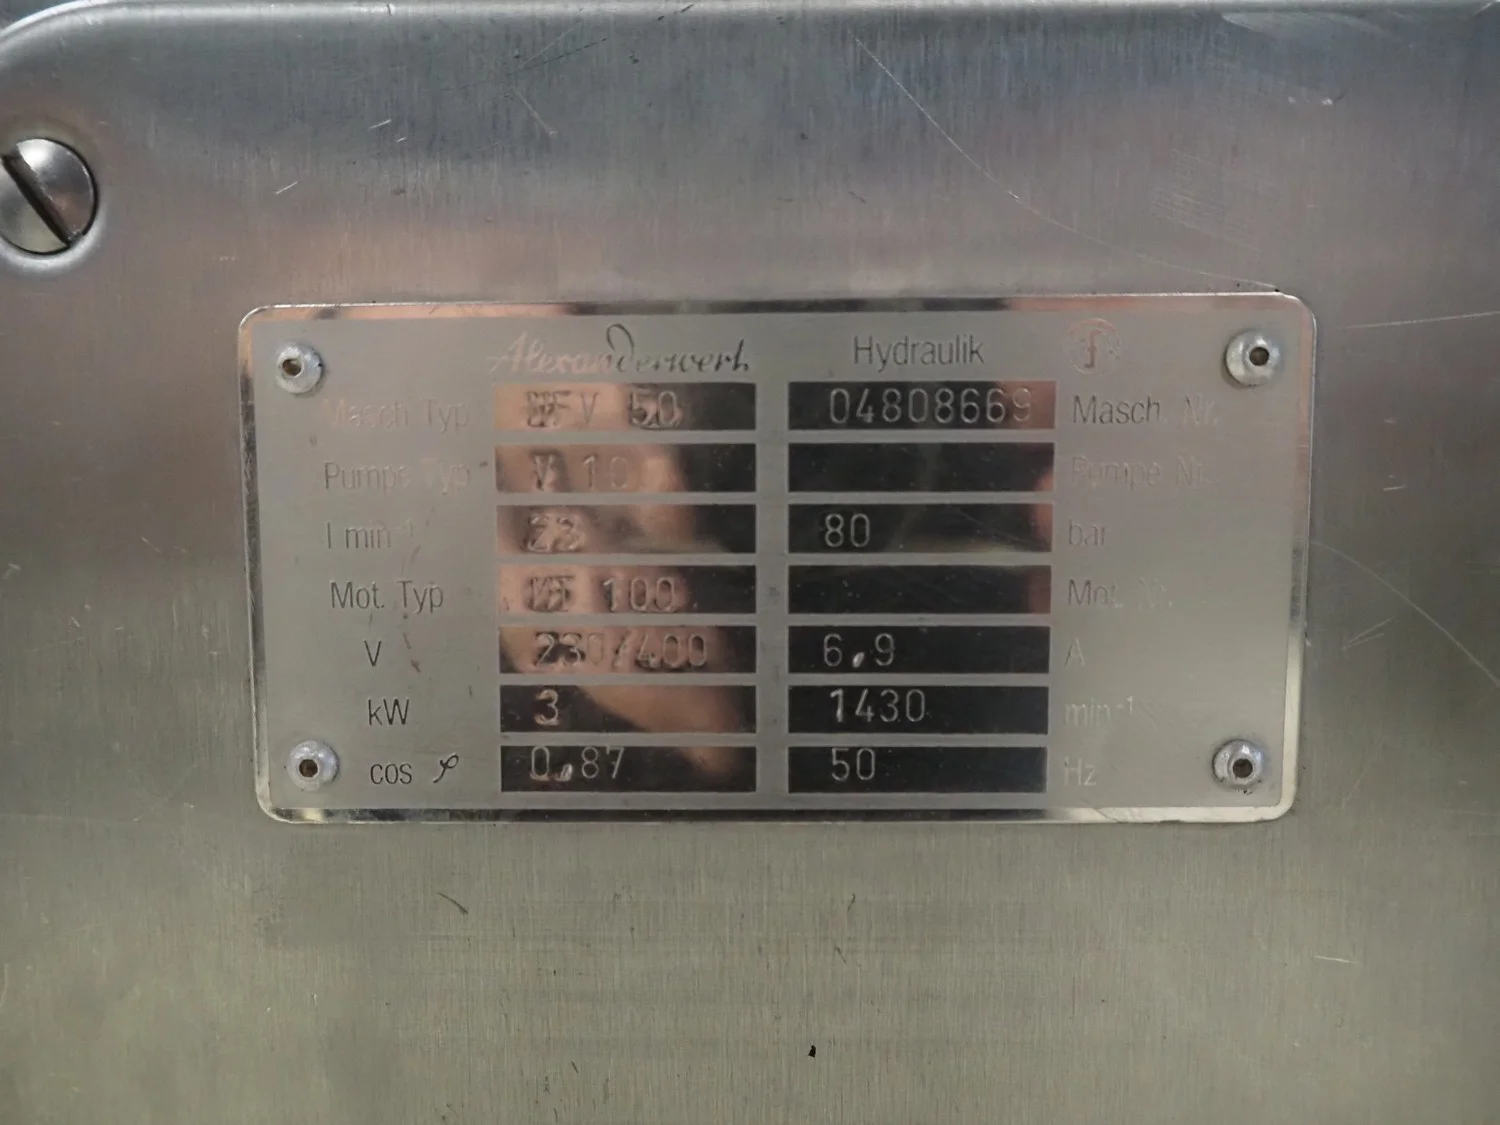 Alexanderwerk Hydraulik
Masch. Typ V 50 04808669 Masch. Nr.
Pumpe Typ V 10 Pumpe Nr.
l min⁻¹ 23 80 bar
Mot. Typ 100 Mot. Nr.
V 230/400 6,9 A
kW 3 1430 min⁻¹
cos φ 0,87 50 Hz